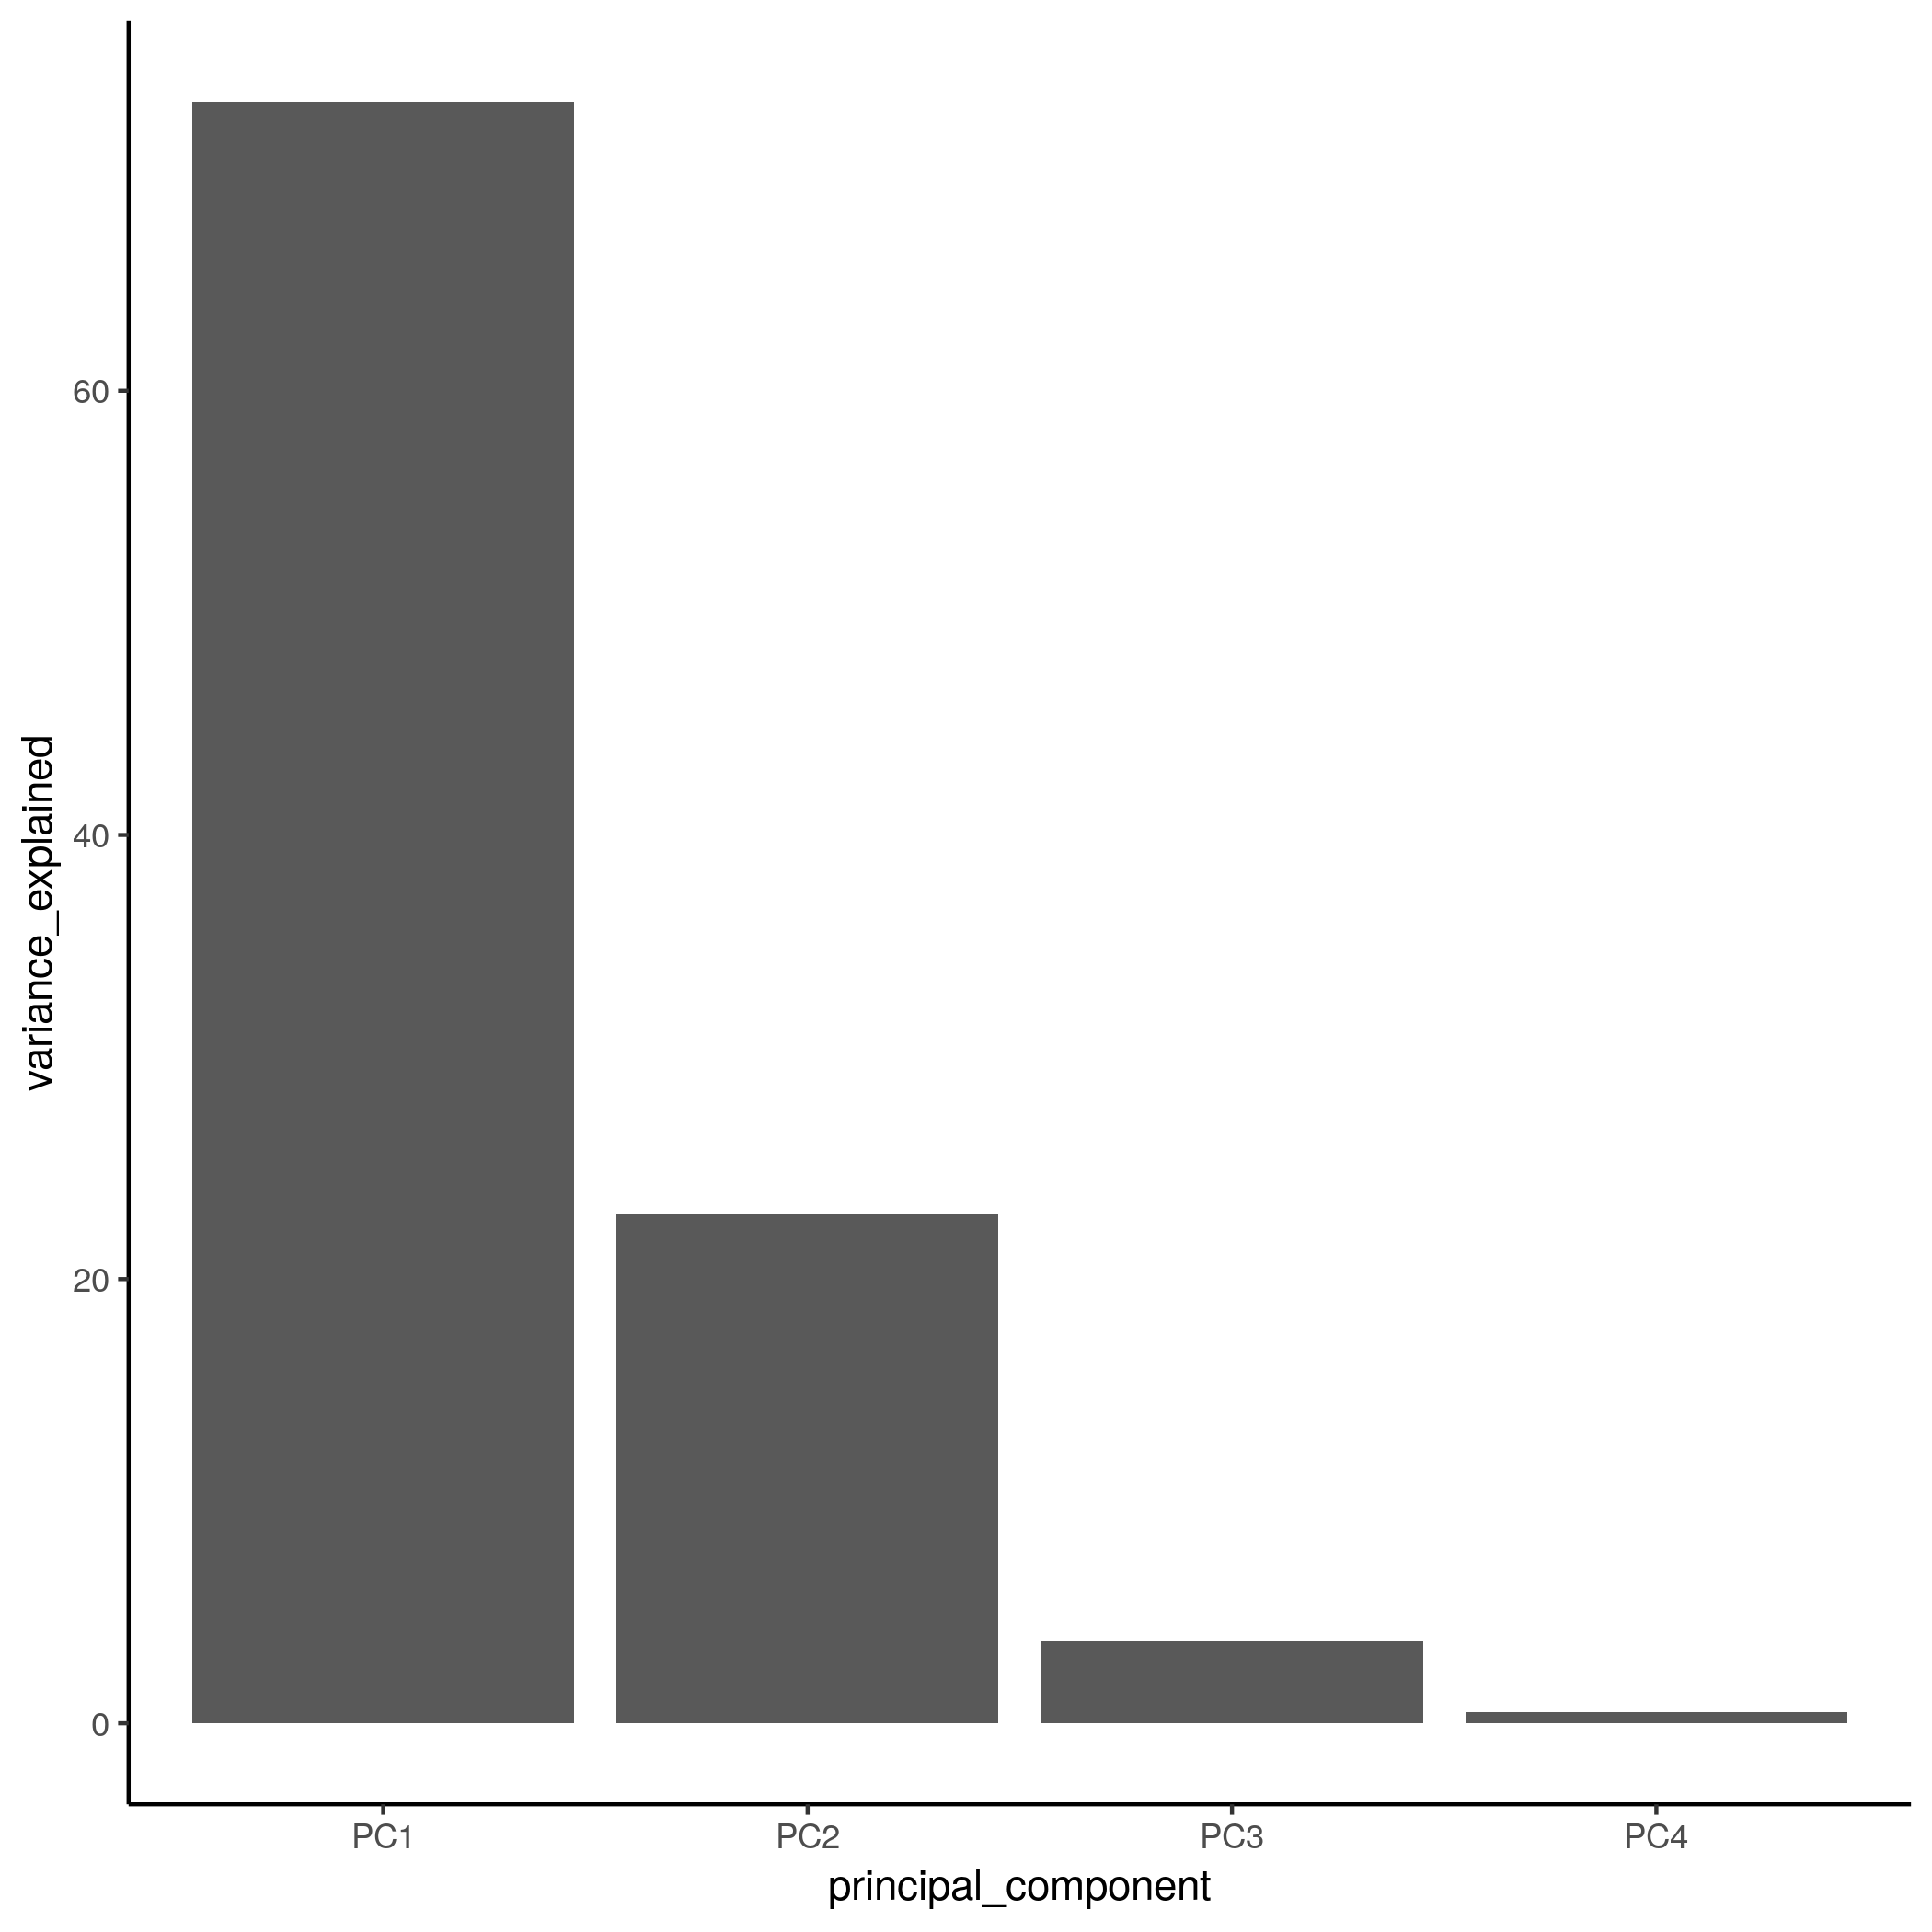 variance_explained
60
40
20
0
PC1 PC2 PC3 PC4
principal_component